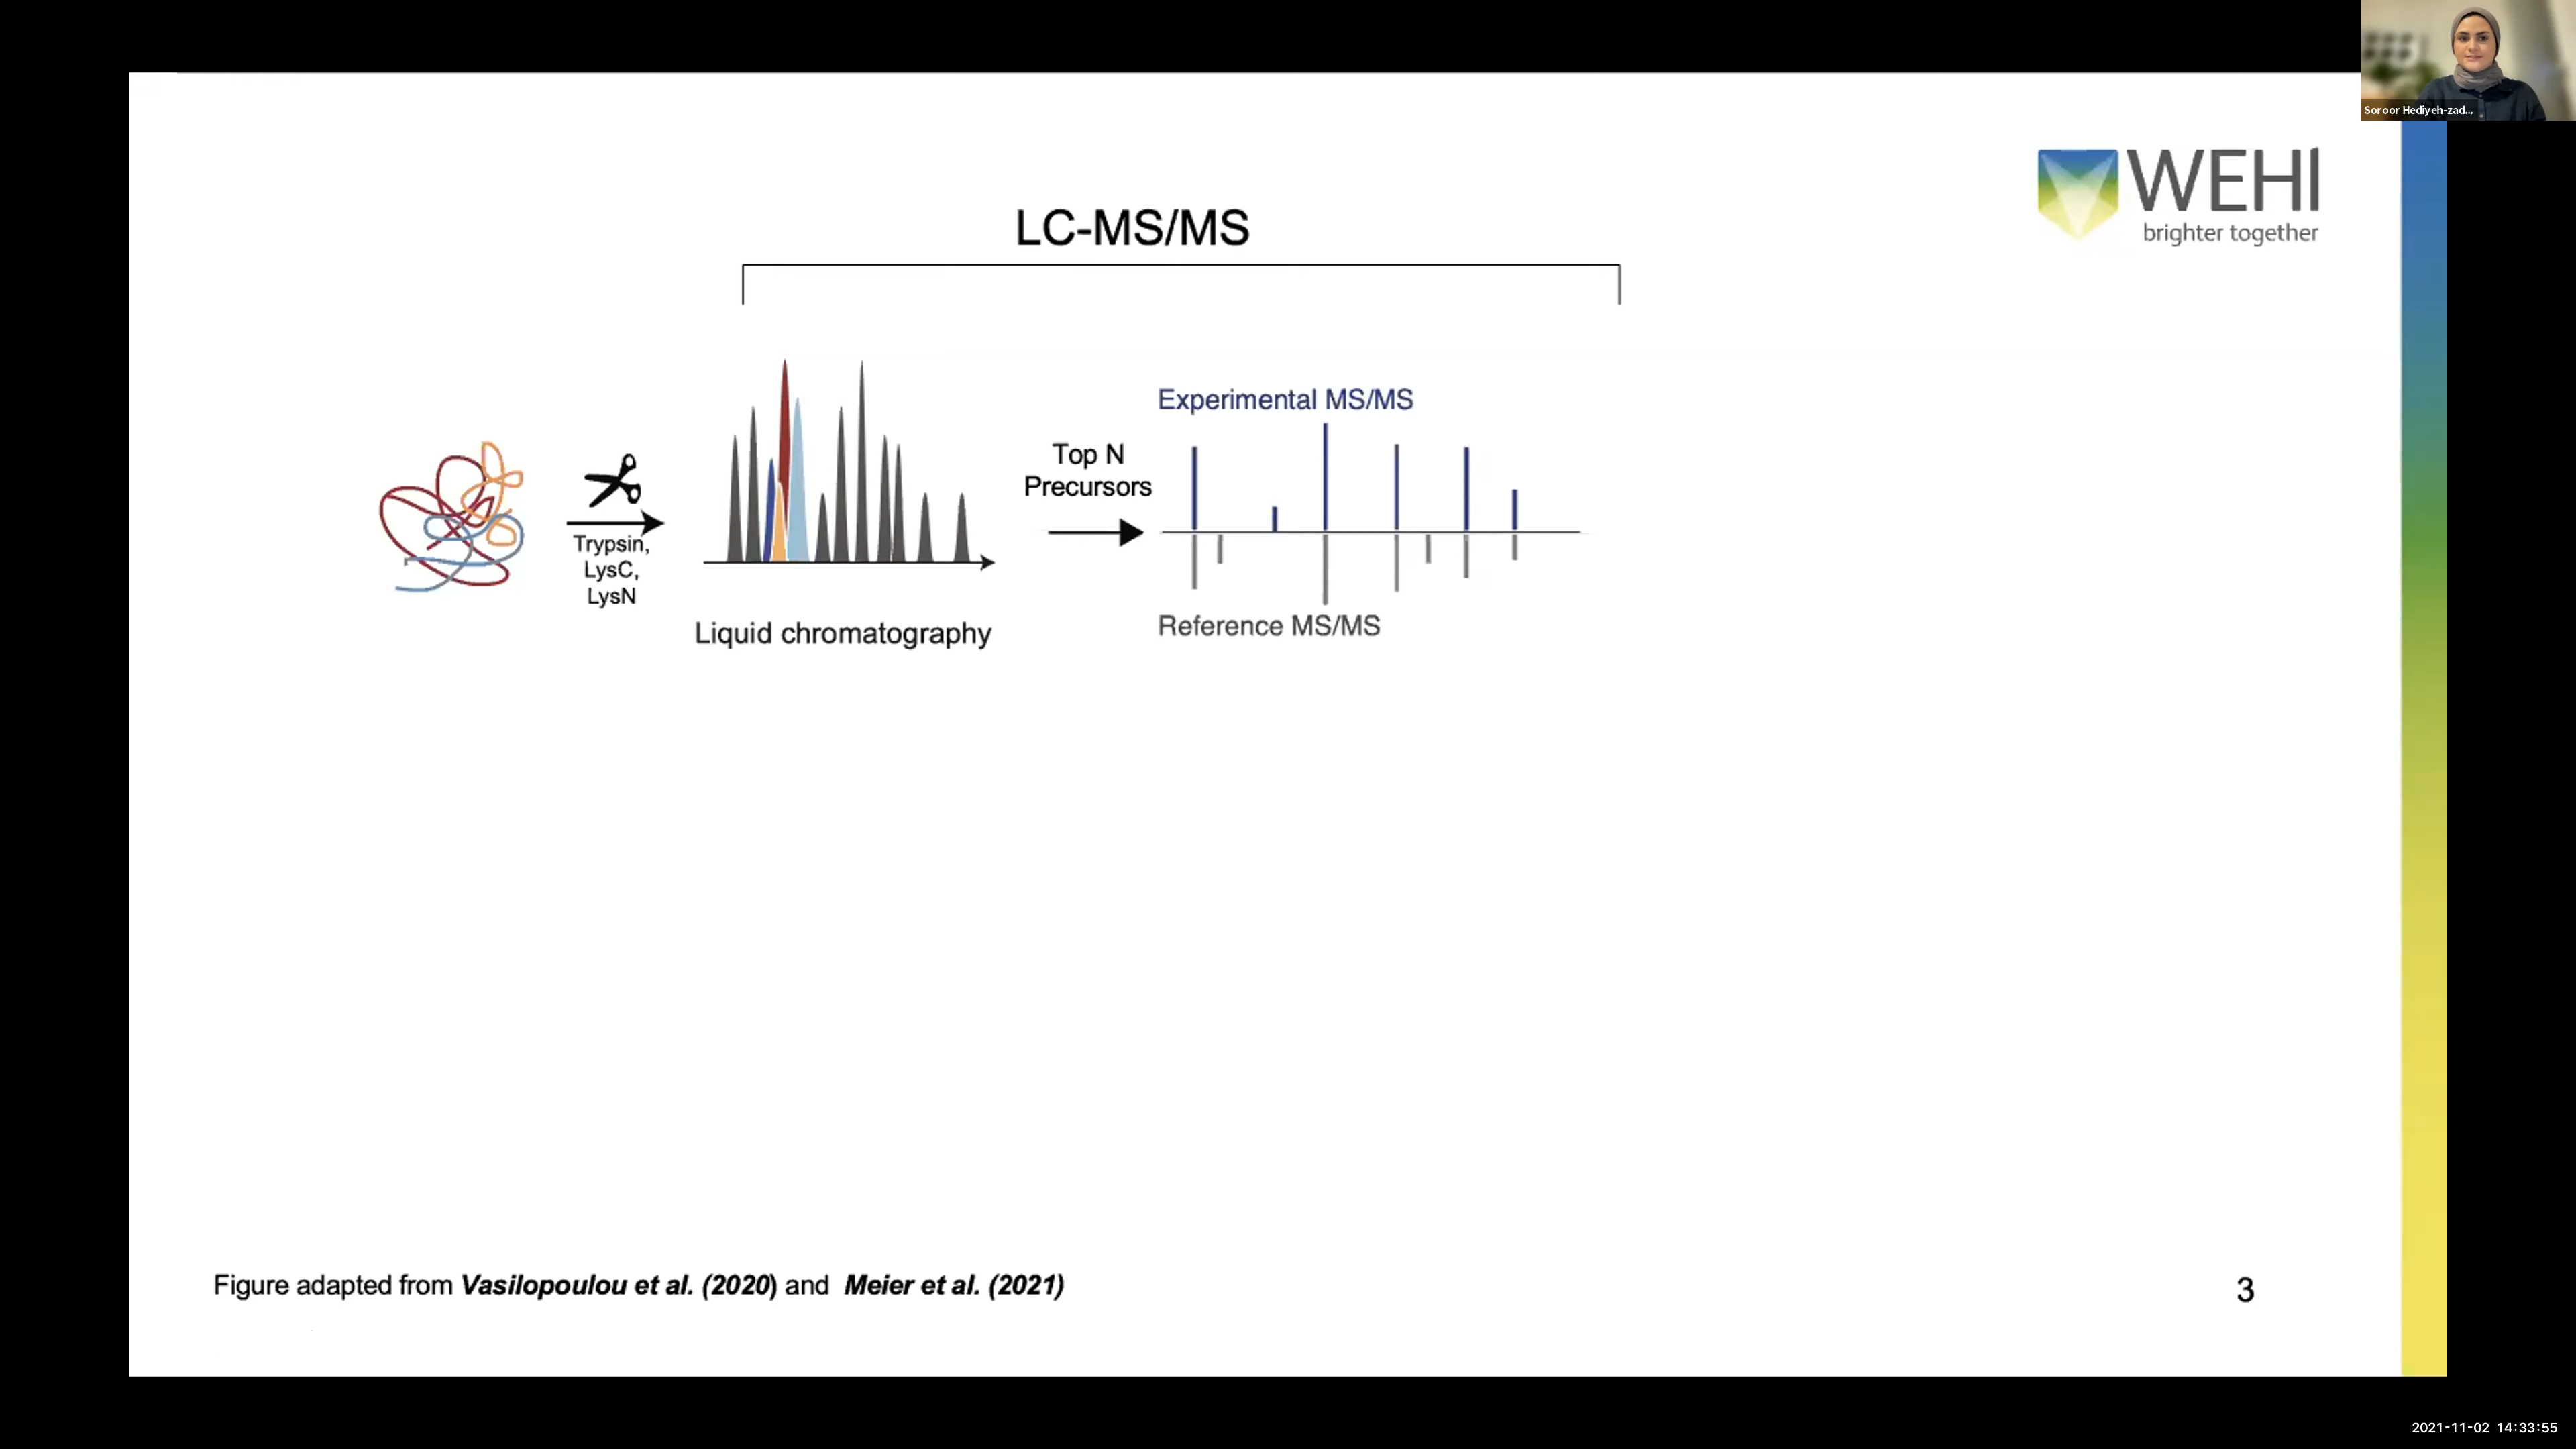 Soroor Hediyeh-zad...
WEHI
brighter together
LC-MS/MS
Experimental MS/MS
Top N
Precursors
Trypsin,
LysC,
LysN
Liquid chromatography
Reference MS/MS
Figure adapted from Vasilopoulou et al. (2020) and Meier et al. (2021)
3
2021-11-02 14:33:55